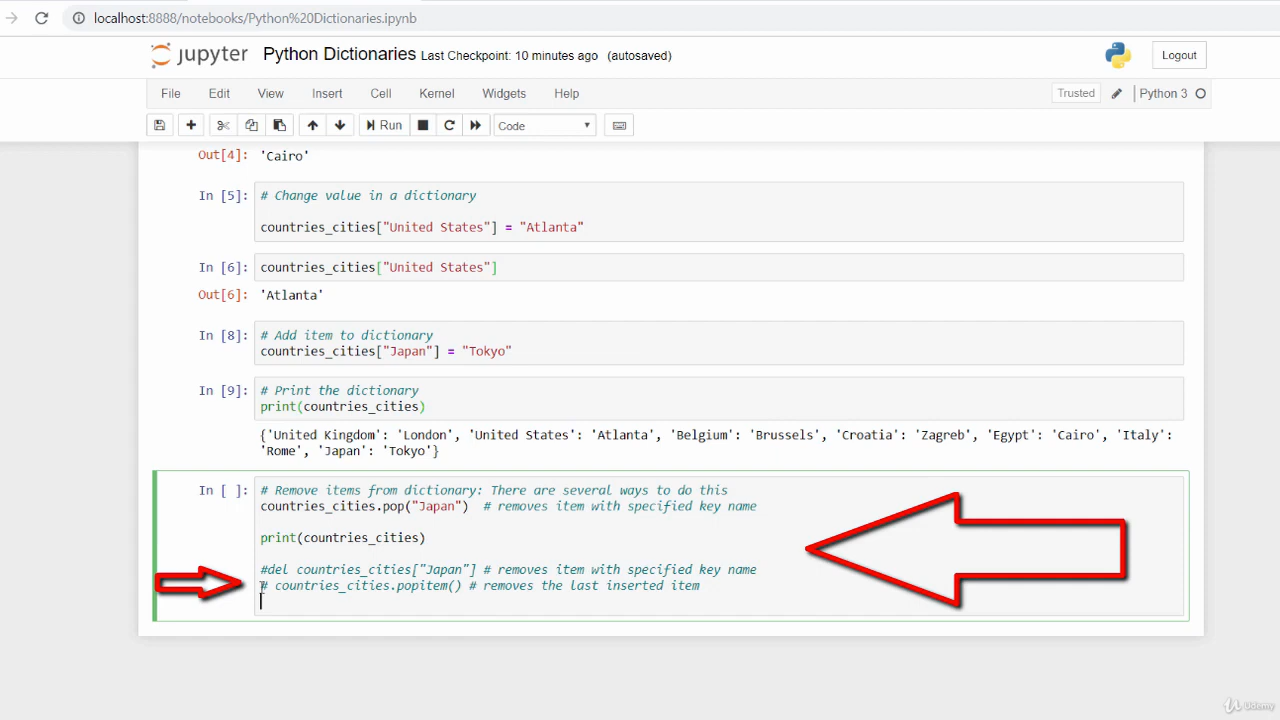 localhost:8888/notebooks/Python%20Dictionaries.ipynb
jupyter Python Dictionaries Last Checkpoint: 10 minutes ago (autosaved) Logout
File Edit View Insert Cell Kernel Widgets Help Trusted Python 3
Run Code
Out[4]: 'Cairo'
In [5]: # Change value in a dictionary
countries_cities["United States"] = "Atlanta"
In [6]: countries_cities["United States"]
Out[6]: 'Atlanta'
In [8]: # Add item to dictionary
countries_cities["Japan"] = "Tokyo"
In [9]: # Print the dictionary
print(countries_cities)
{'United Kingdom': 'London', 'United States': 'Atlanta', 'Belgium': 'Brussels', 'Croatia': 'Zagreb', 'Egypt': 'Cairo', 'Italy':
'Rome', 'Japan': 'Tokyo'}
In [ ]: # Remove items from dictionary: There are several ways to do this
countries_cities.pop("Japan") # removes item with specified key name
print(countries_cities)
#del countries_cities["Japan"] # removes item with specified key name
# countries_cities.popitem() # removes the last inserted item
Udemy